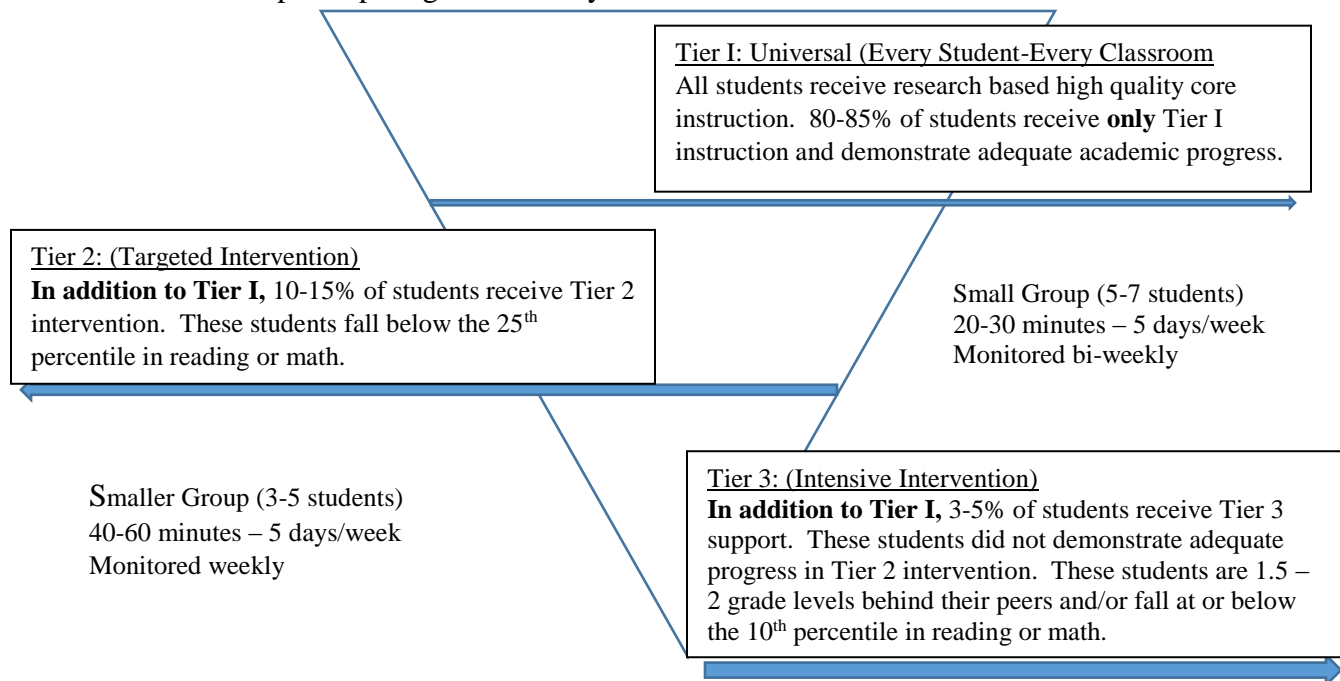 Tier I: Universal (Every Student-Every Classroom
All students receive research based high quality core
instruction.  80-85% of students receive only Tier I
instruction and demonstrate adequate academic progress.
Tier 2: (Targeted Intervention)
In addition to Tier I, 10-15% of students receive Tier 2
intervention.  These students fall below the 25th
percentile in reading or math.
Small Group (5-7 students)
20-30 minutes – 5 days/week
Monitored bi-weekly
Smaller Group (3-5 students)
40-60 minutes – 5 days/week
Monitored weekly
Tier 3: (Intensive Intervention)
In addition to Tier I, 3-5% of students receive Tier 3
support.  These students did not demonstrate adequate
progress in Tier 2 intervention.  These students are 1.5 –
2 grade levels behind their peers and/or fall at or below
the 10th percentile in reading or math.